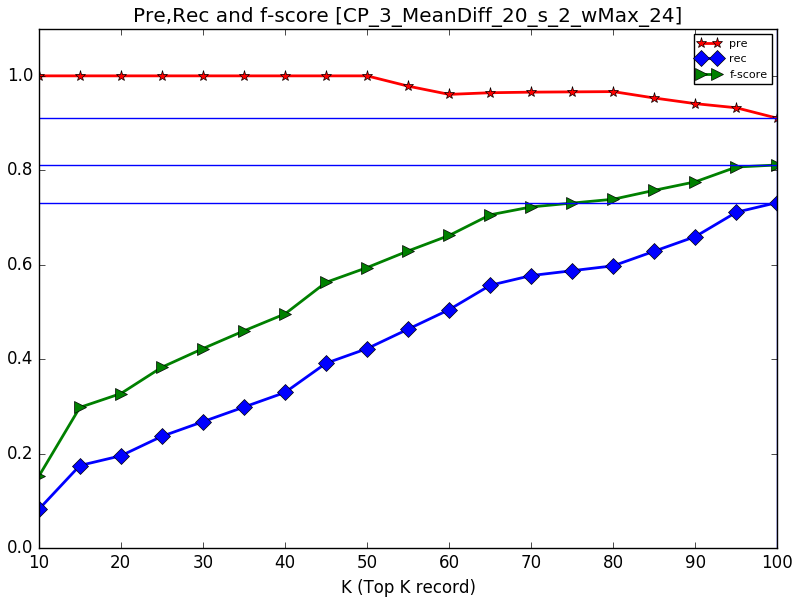 Pre,Rec and f-score [CP_3_MeanDiff_20_s_2_wMax_24]
pre
rec
f-score
1.0
0.8
0.6
0.4
0.2
0.0
10 20 30 40 50 60 70 80 90 100
K (Top K record)